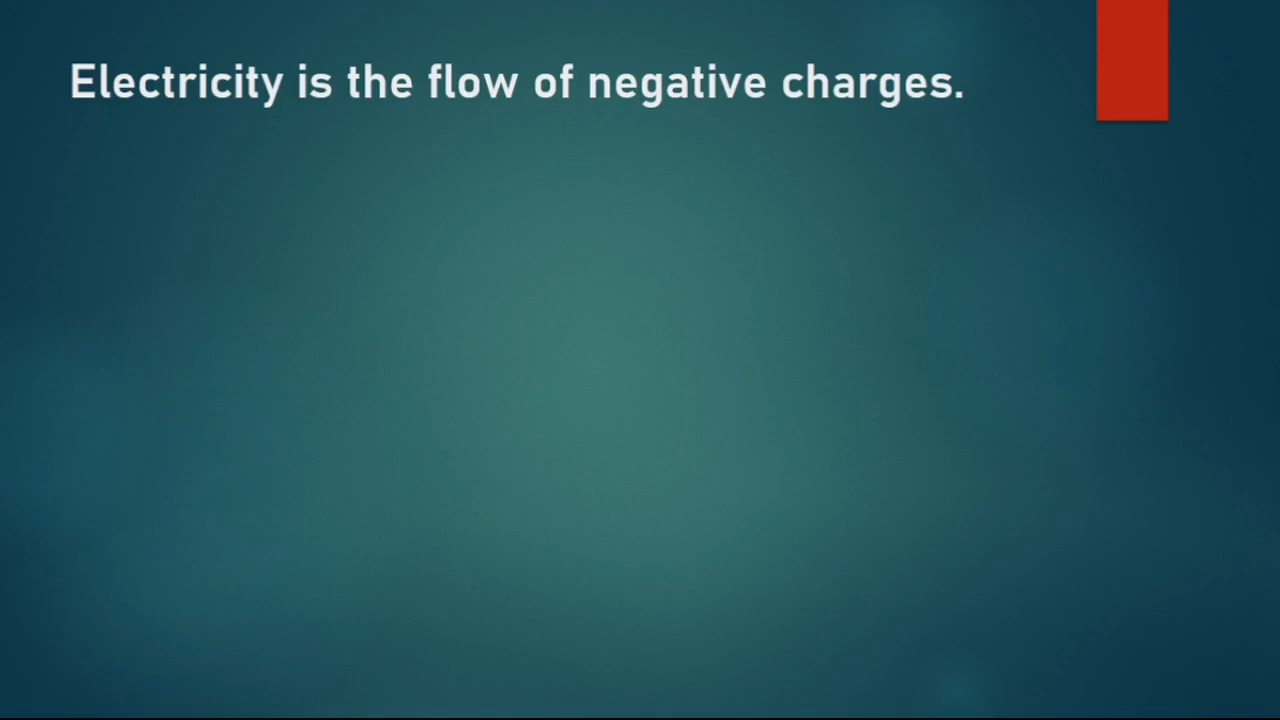 Electricity is the flow of negative charges.